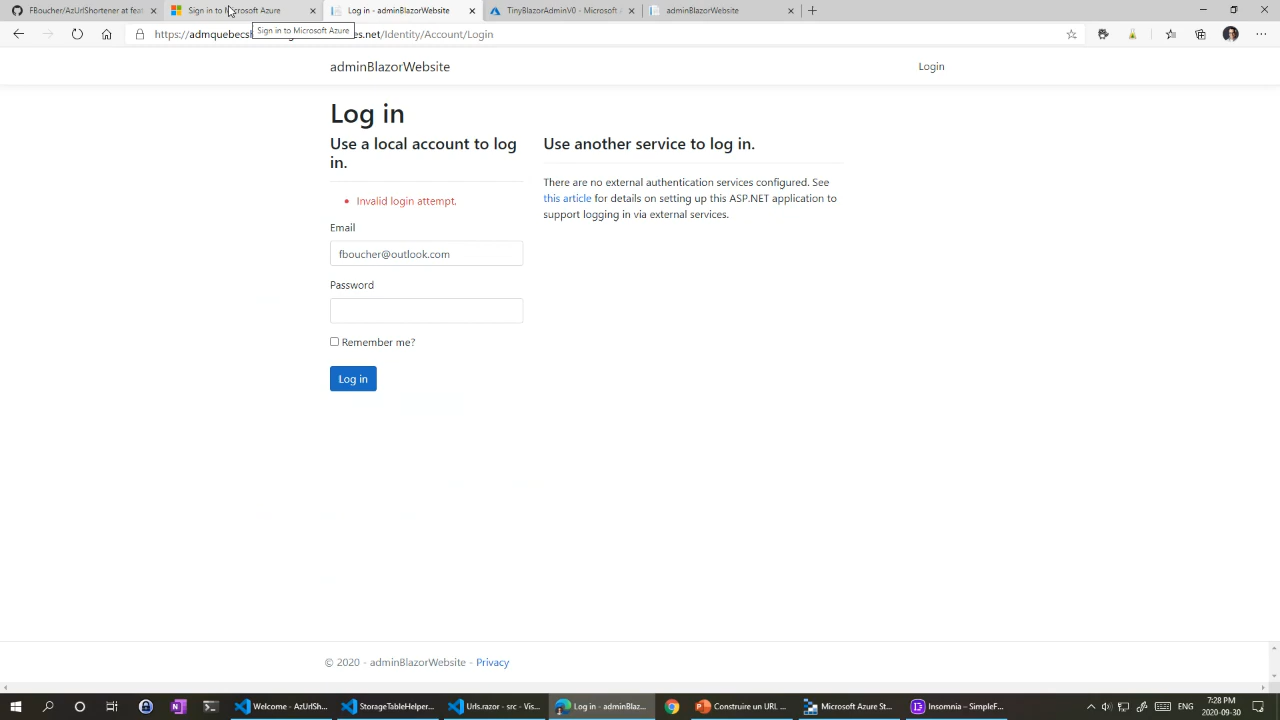 FBoucher/AzUrlShortener at feat
Sign in to Microsoft Azure
Log in - adminBlazorWebsite
TinyBlazorAdminV0 - Microsoft
adminBlazorWebsite
Sign in to Microsoft Azure
https://admquebecs es.net/Identity/Account/Login
adminBlazorWebsite
Login
Log in
Use a local account to log
in.
Invalid login attempt.
Email
fboucher@outlook.com
Password
Remember me?
Log in
Use another service to log in.
There are no external authentication services configured. See
this article for details on setting up this ASP.NET application to
support logging in via external services.
© 2020 - adminBlazorWebsite - Privacy
Welcome - AzUrlSh...
StorageTableHelper...
Urls.razor - src - Vis...
Log in - adminBlaz...
Construire un URL ...
Microsoft Azure St...
Insomnia – SimpleF...
ENG
7:28 PM
2020-09-30